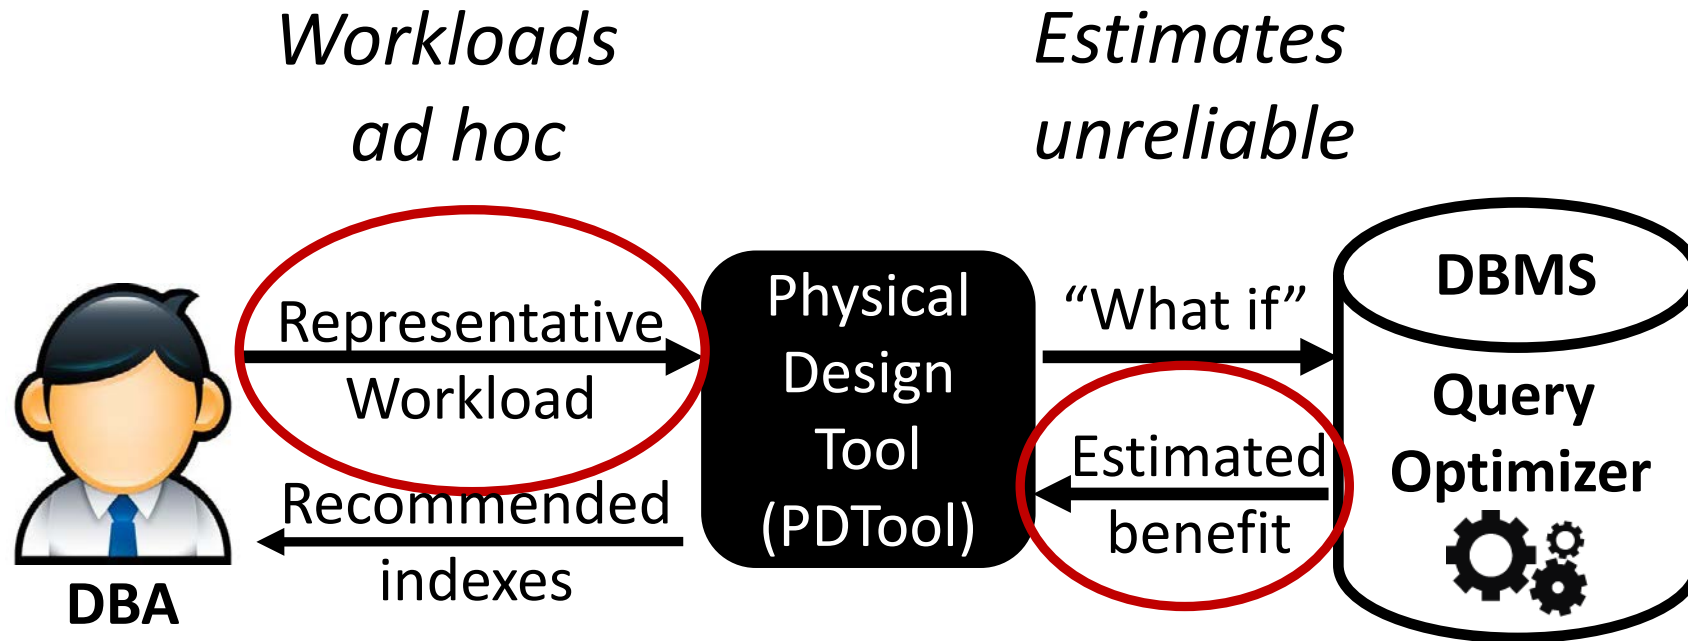 Workloads
ad hoc
Estimates
unreliable
Representative
Workload
Recommended
indexes
DBA
Physical
Design
Tool
(PDTool)
“What if”
Estimated
benefit
DBMS
Query
Optimizer